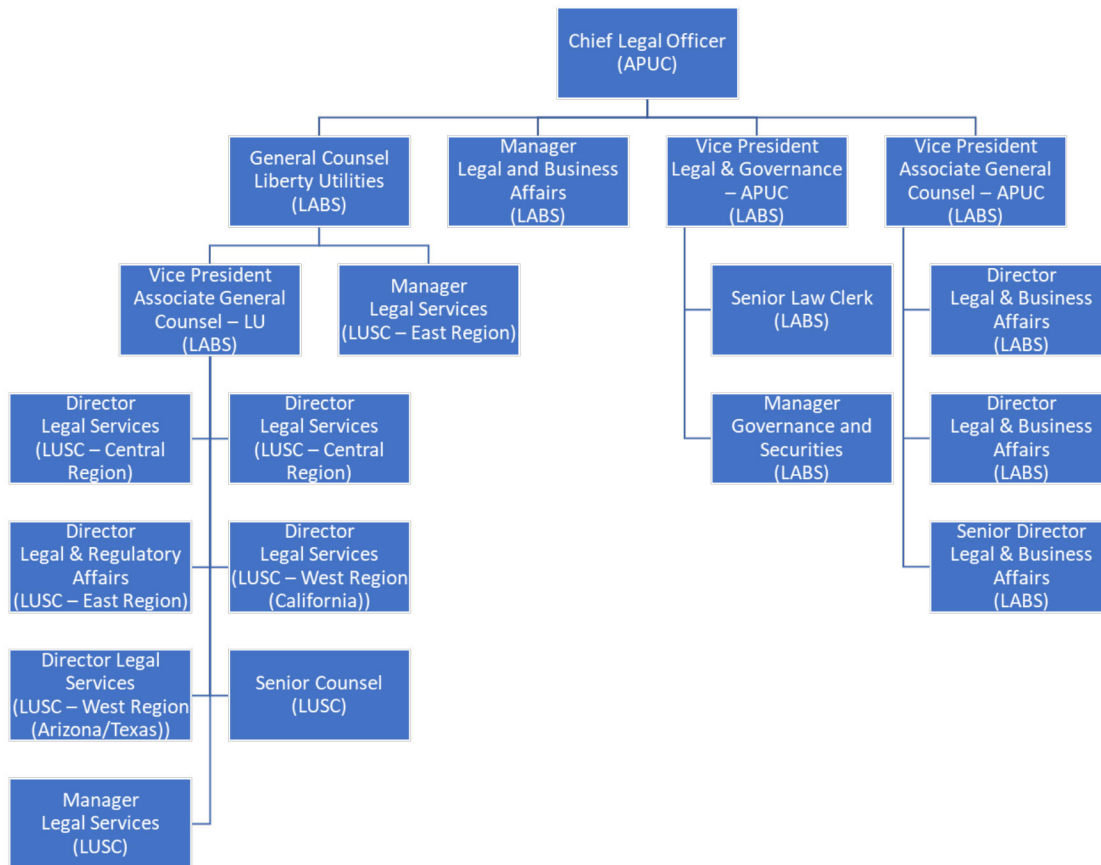 Chief Legal Officer
(APUC)
General Counsel
Liberty Utilities
(LABS)
Manager
Legal and Business
Affairs
(LABS)
Vice President
Legal & Governance
– APUC
(LABS)
Vice President
Associate General
Counsel – APUC
(LABS)
Vice President
Associate General
Counsel – LU
(LABS)
Manager
Legal Services
(LUSC – East Region)
Senior Law Clerk
(LABS)
Director
Legal & Business
Affairs
(LABS)
Director
Legal Services
(LUSC – Central
Region)
Director
Legal Services
(LUSC – Central
Region)
Manager
Governance and
Securities
(LABS)
Director
Legal & Business
Affairs
(LABS)
Director
Legal & Regulatory
Affairs
(LUSC – East Region)
Director
Legal Services
(LUSC – West Region
(California))
Senior Director
Legal & Business
Affairs
(LABS)
Director Legal
Services
(LUSC – West Region
(Arizona/Texas))
Senior Counsel
(LUSC)
Manager
Legal Services
(LUSC)